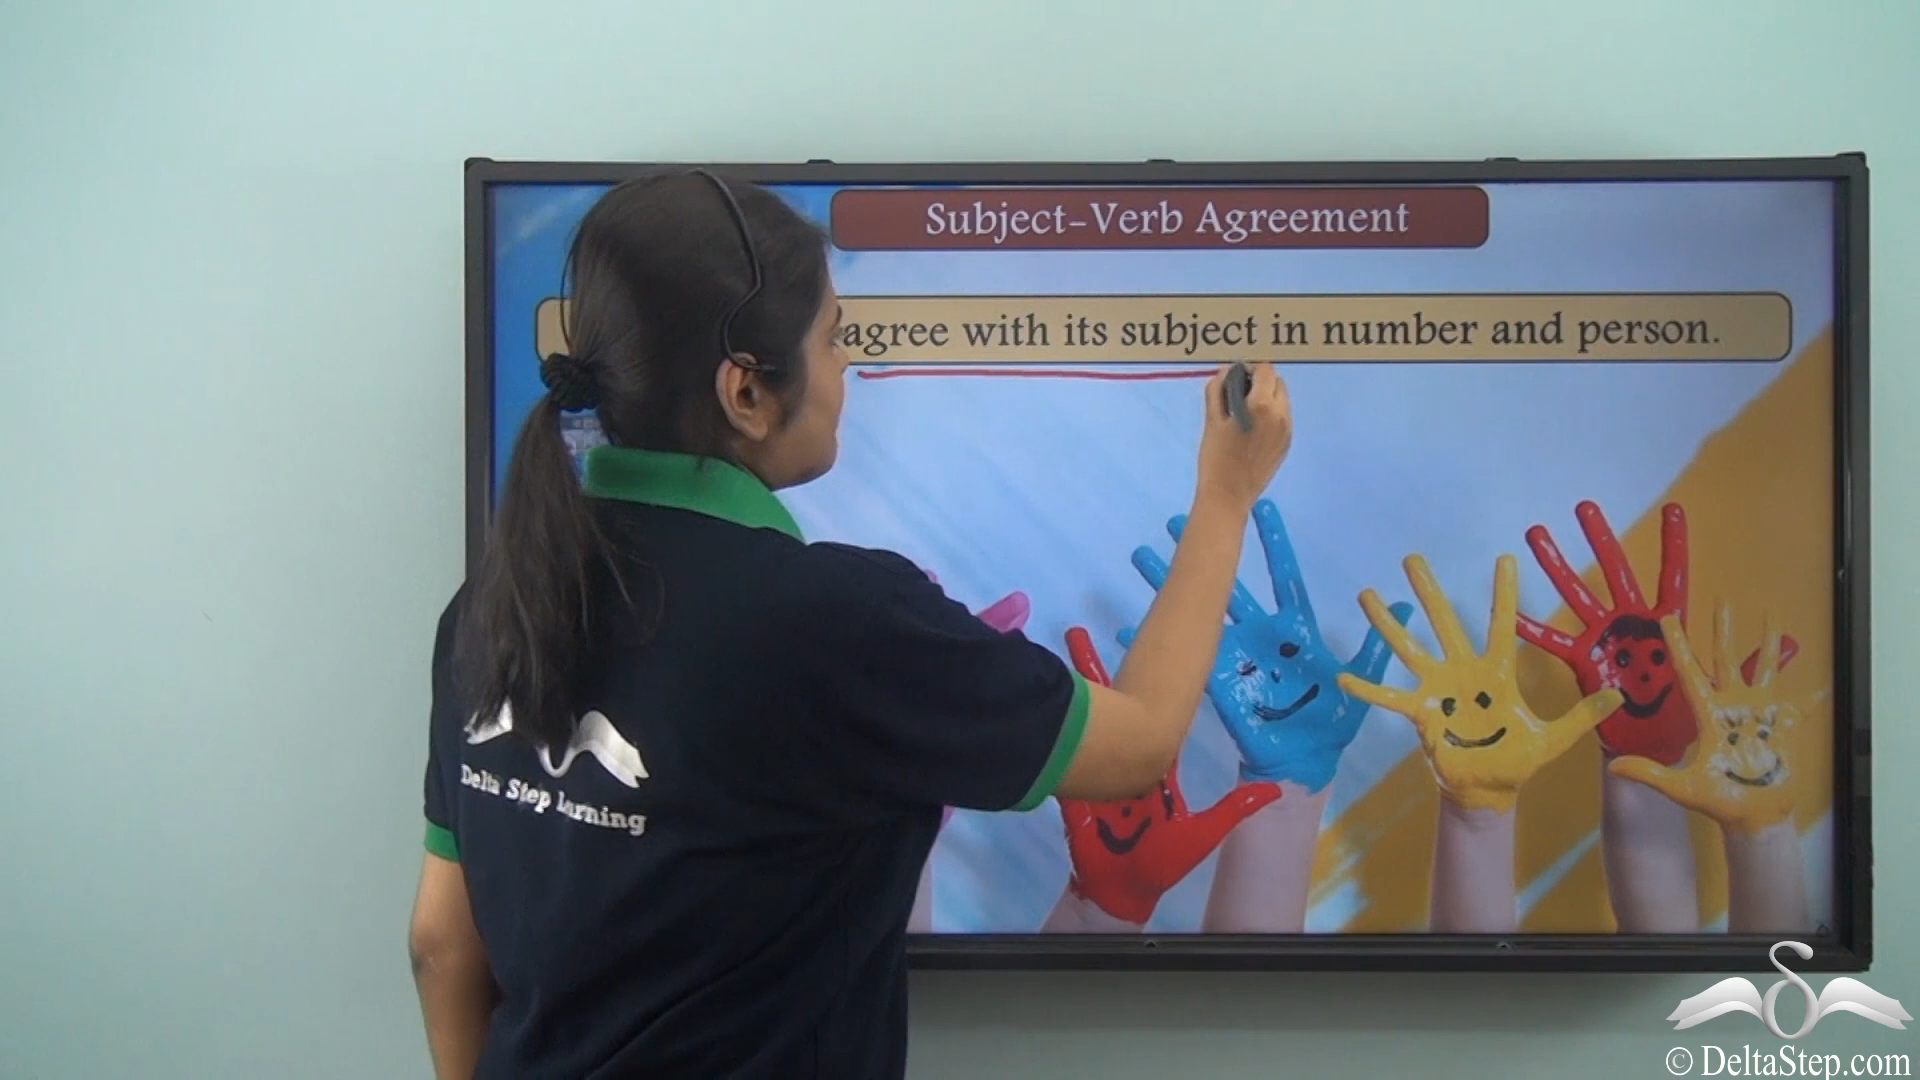 Subject-Verb Agreement
agree with its subject in number and person.
Delta Step Learning
© DeltaStep.com